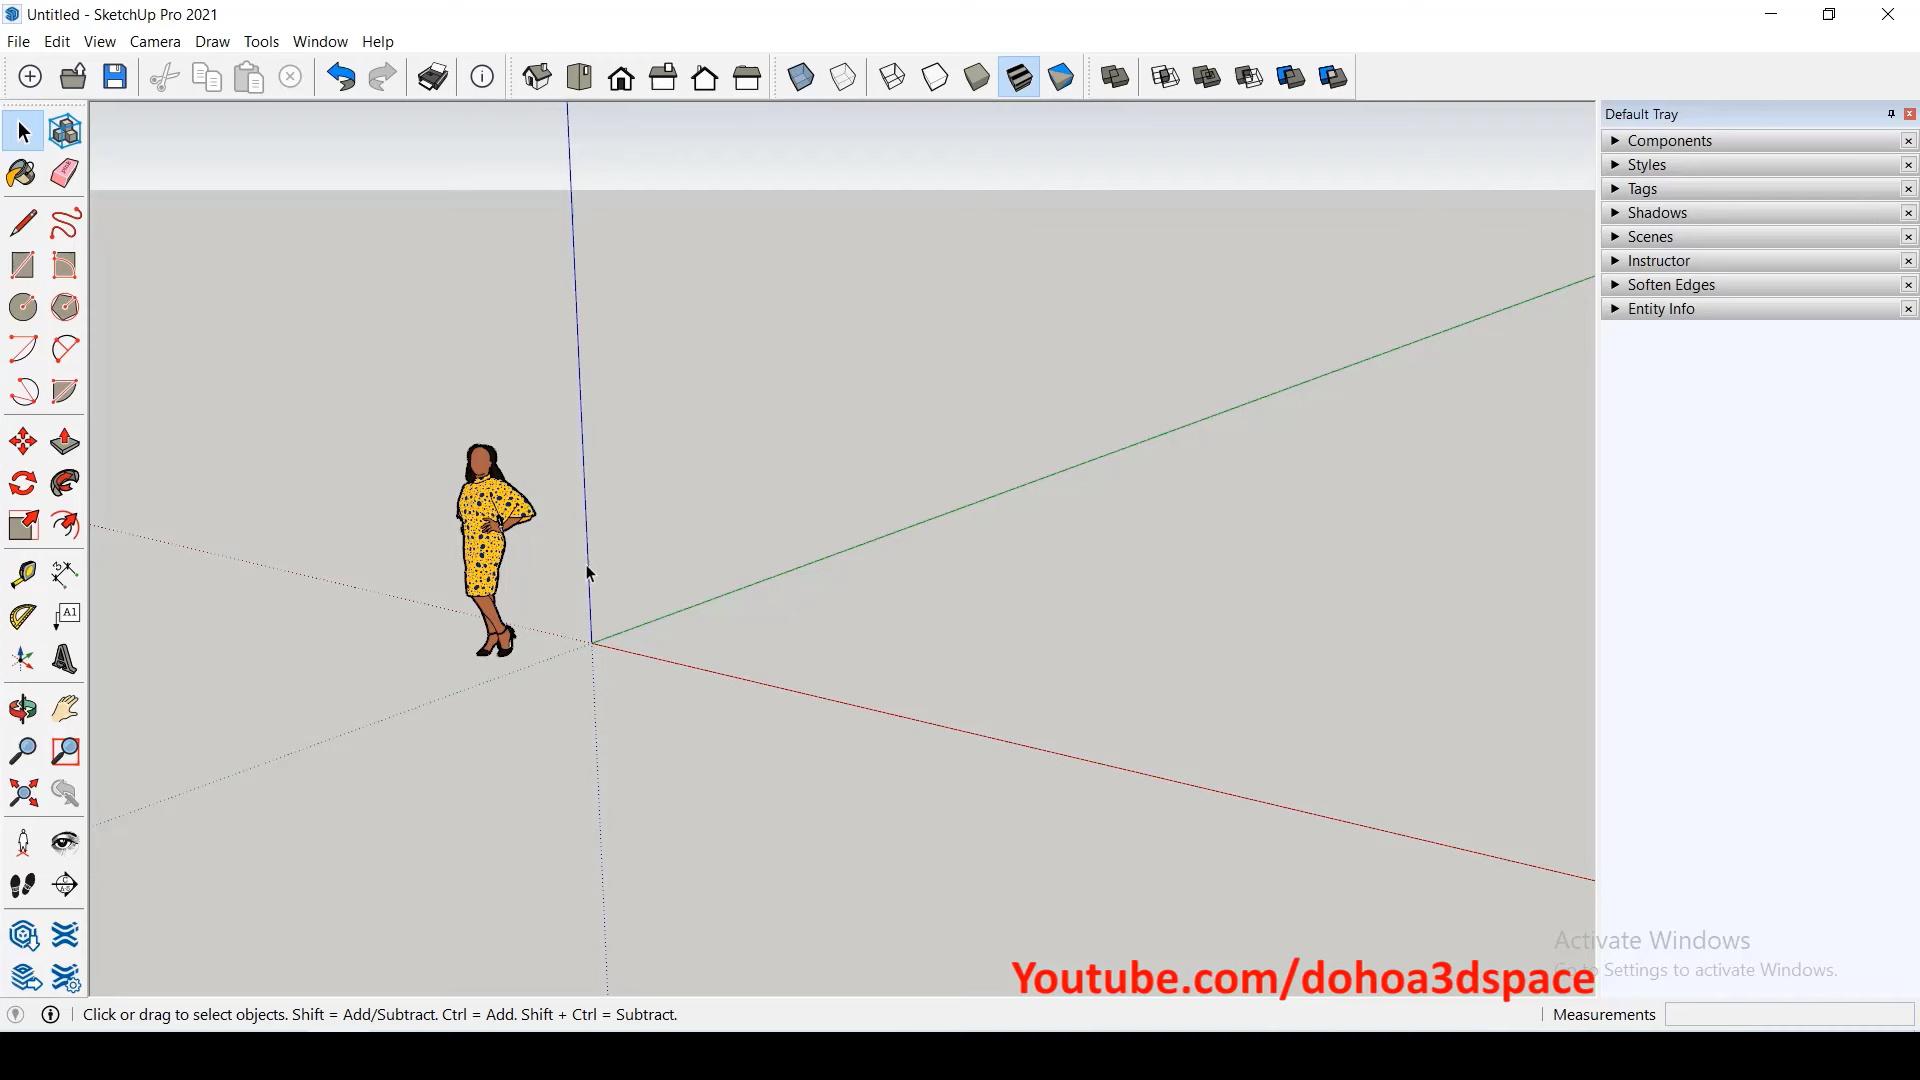 Untitled - SketchUp Pro 2021
File Edit View Camera Draw Tools Window Help
Default Tray
Components
Styles
Tags
Shadows
Scenes
Instructor
Soften Edges
Entity Info
A1
Activate Windows
Settings to activate Windows.
Youtube.com/dohoa3dspace
Click or drag to select objects. Shift = Add/Subtract. Ctrl = Add. Shift + Ctrl = Subtract.
Measurements